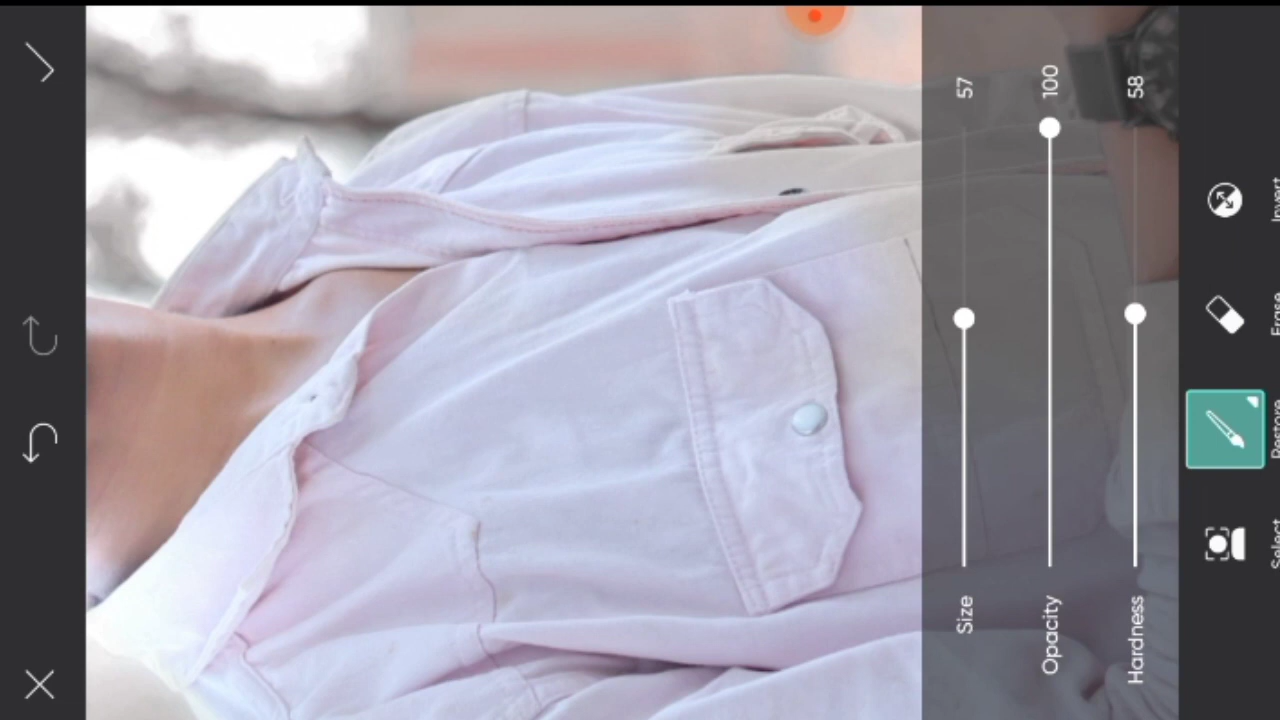 Size 57
Opacity 100
Hardness 58
Select
Restore
Erase
Invert